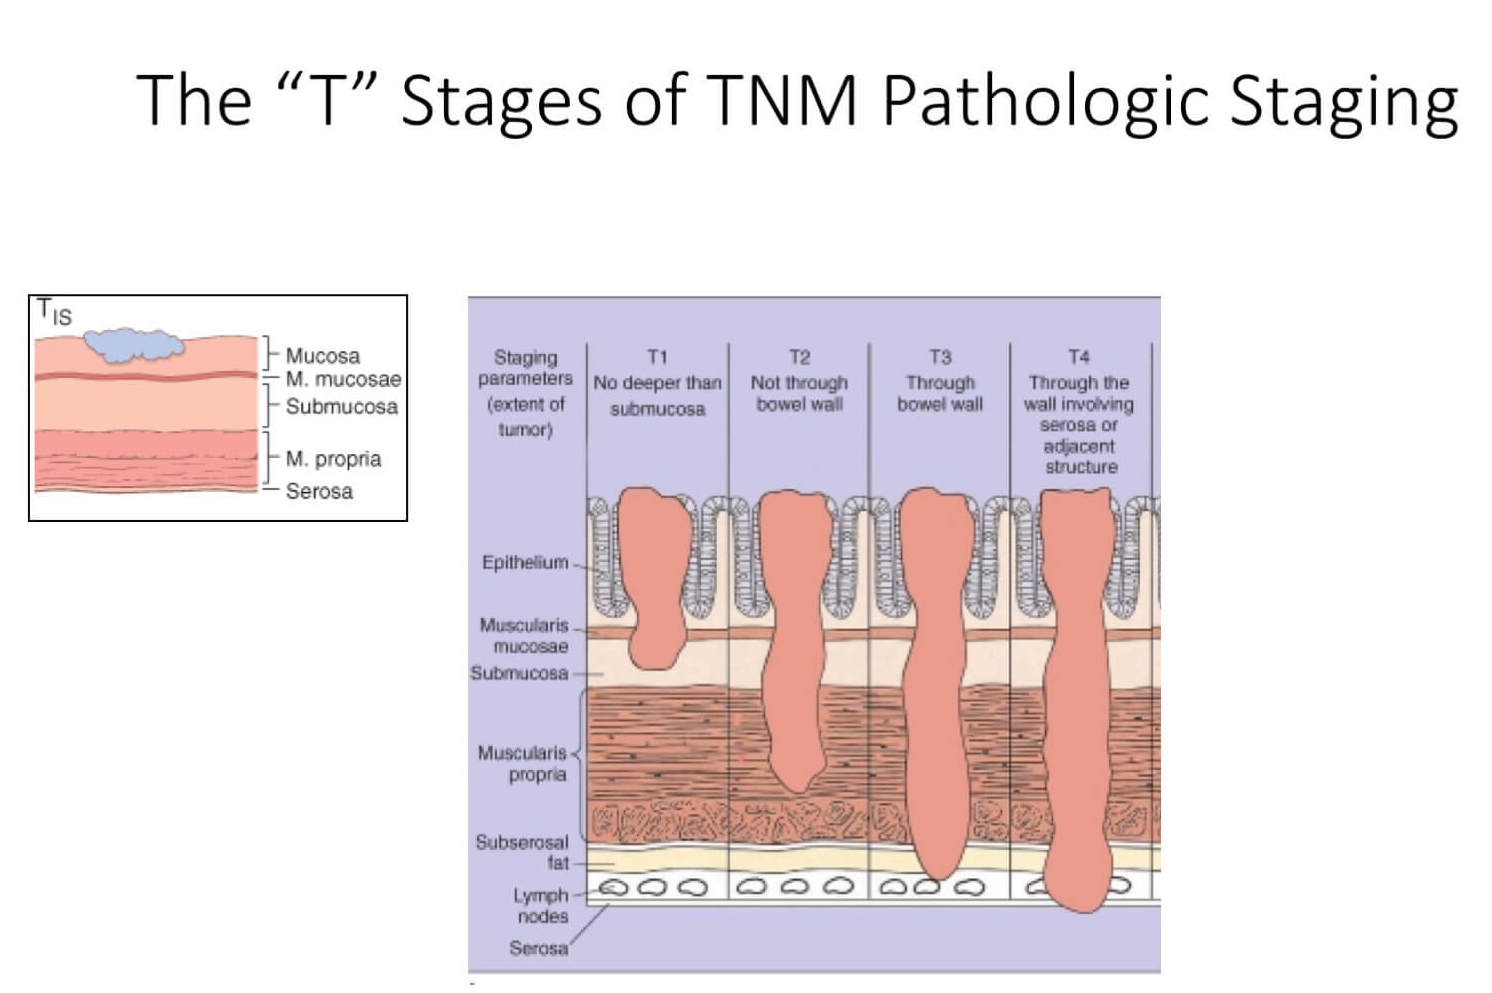 The “T” Stages of TNM Pathologic Staging
TIS
Mucosa
M. mucosae
Submucosa
M. propria
Serosa
Staging
parameters
(extent of
tumor)
T1
No deeper than
submucosa
T2
Not through
bowel wall
T3
Through
bowel wall
T4
Through the
wall involving
serosa or
adjacent
structure
Epithelium
Muscularis
mucosae
Submucosa
Muscularis
propria
Subserosal
fat
Lymph
nodes
Serosa